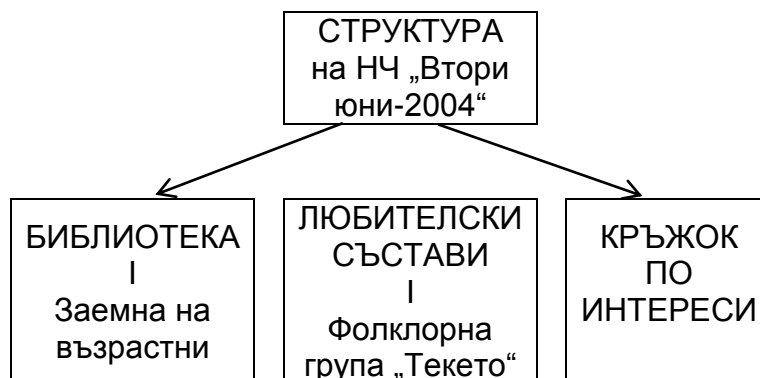 СТРУКТУРА
на НЧ „Втори
юни-2004“
БИБЛИОТЕКА
I
Заемна на
възрастни
ЛЮБИТЕЛСКИ
СЪСТАВИ
I
Фолклорна
група „Текето“
КРЪЖОК
ПО
ИНТЕРЕСИ